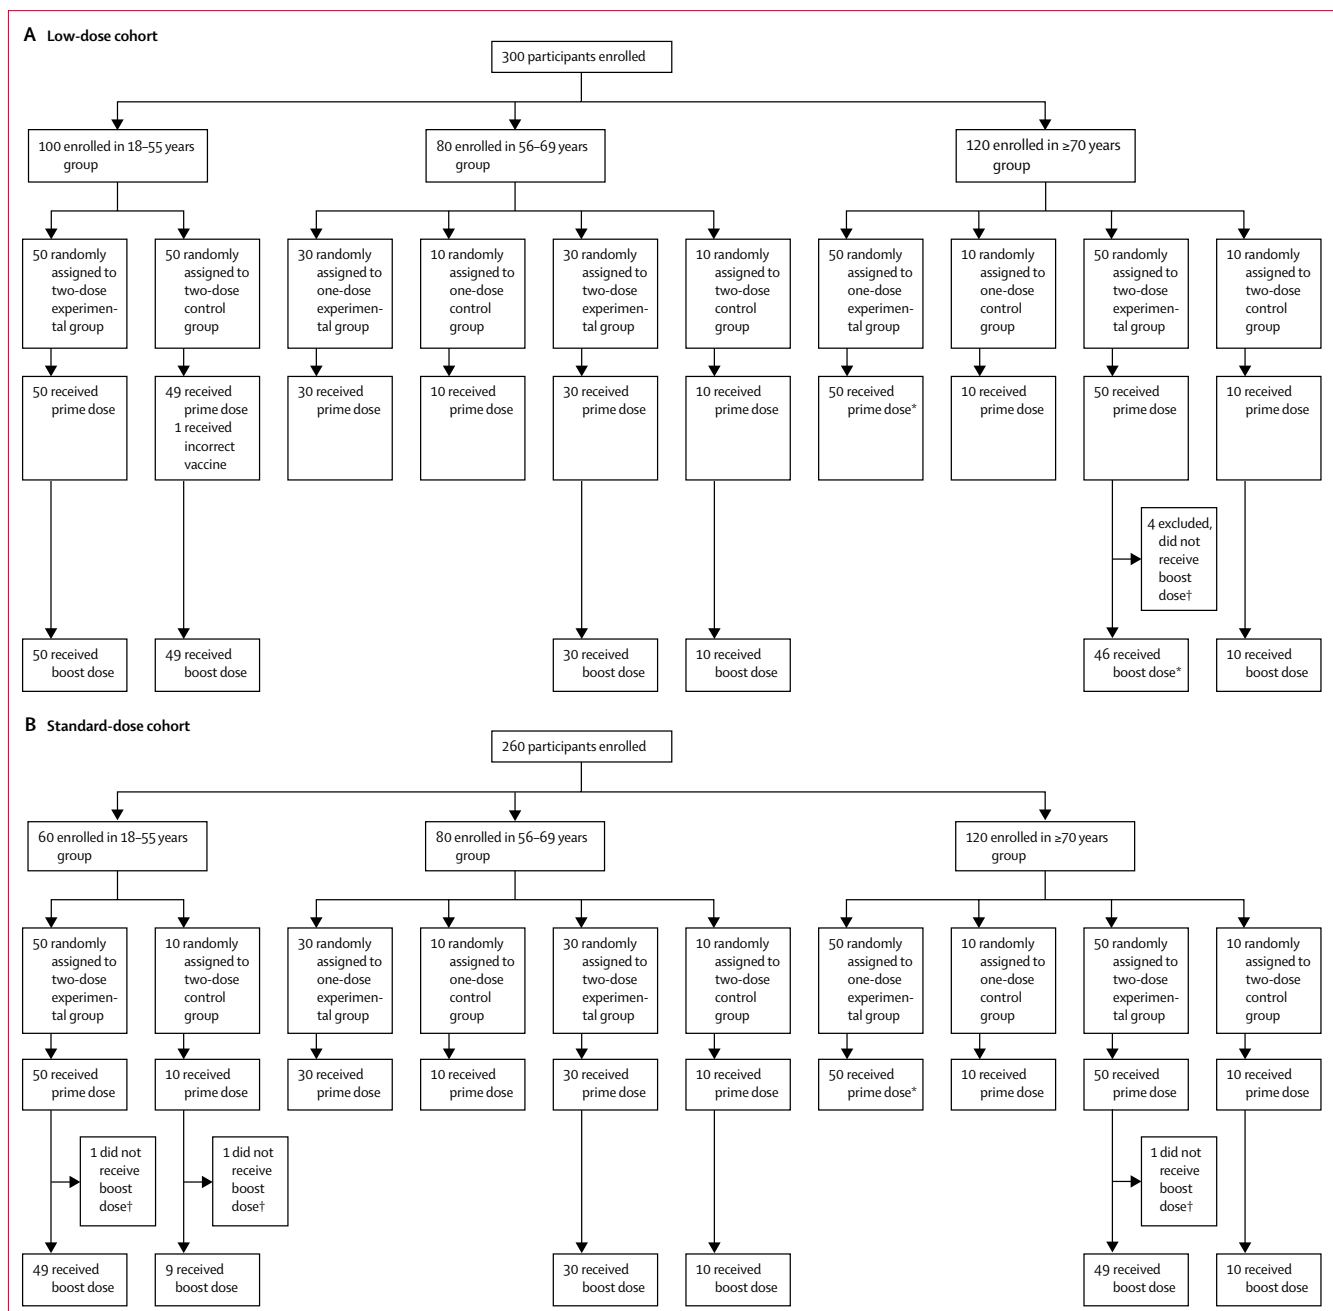 A Low-dose cohort
300 participants enrolled
100 enrolled in 18–55 years
group
80 enrolled in 56–69 years
group
120 enrolled in ≥70 years
group
50 randomly
assigned to
two-dose
experimen-
tal group
50 randomly
assigned to
two-dose
control
group
30 randomly
assigned to
one-dose
experimen-
tal group
10 randomly
assigned to
one-dose
control
group
30 randomly
assigned to
two-dose
experimen-
tal group
10 randomly
assigned to
two-dose
control
group
50 randomly
assigned to
one-dose
experimen-
tal group
10 randomly
assigned to
one-dose
control
group
50 randomly
assigned to
two-dose
experimen-
tal group
10 randomly
assigned to
two-dose
control
group
50 received
prime dose
49 received
prime dose
1 received
incorrect
vaccine
30 received
prime dose
10 received
prime dose
30 received
prime dose
10 received
prime dose
50 received
prime dose*
10 received
prime dose
50 received
prime dose
10 received
prime dose
4 excluded,
did not
receive
boost
dose†
50 received
boost dose
49 received
boost dose
30 received
boost dose
10 received
boost dose
46 received
boost dose*
10 received
boost dose
B Standard-dose cohort
260 participants enrolled
60 enrolled in 18–55 years
group
80 enrolled in 56–69 years
group
120 enrolled in ≥70 years
group
50 randomly
assigned to
two-dose
experimen-
tal group
10 randomly
assigned to
two-dose
control
group
30 randomly
assigned to
one-dose
experimen-
tal group
10 randomly
assigned to
one-dose
control
group
30 randomly
assigned to
two-dose
experimen-
tal group
10 randomly
assigned to
two-dose
control
group
50 randomly
assigned to
one-dose
experimen-
tal group
10 randomly
assigned to
one-dose
control
group
50 randomly
assigned to
two-dose
experimen-
tal group
10 randomly
assigned to
two-dose
control
group
50 received
prime dose
10 received
prime dose
30 received
prime dose
10 received
prime dose
30 received
prime dose
10 received
prime dose
50 received
prime dose*
10 received
prime dose
50 received
prime dose
10 received
prime dose
1 did not
receive
boost
dose†
1 did not
receive
boost
dose†
1 did not
receive
boost
dose†
49 received
boost dose
9 received
boost dose
30 received
boost dose
10 received
boost dose
49 received
boost dose
10 received
boost dose